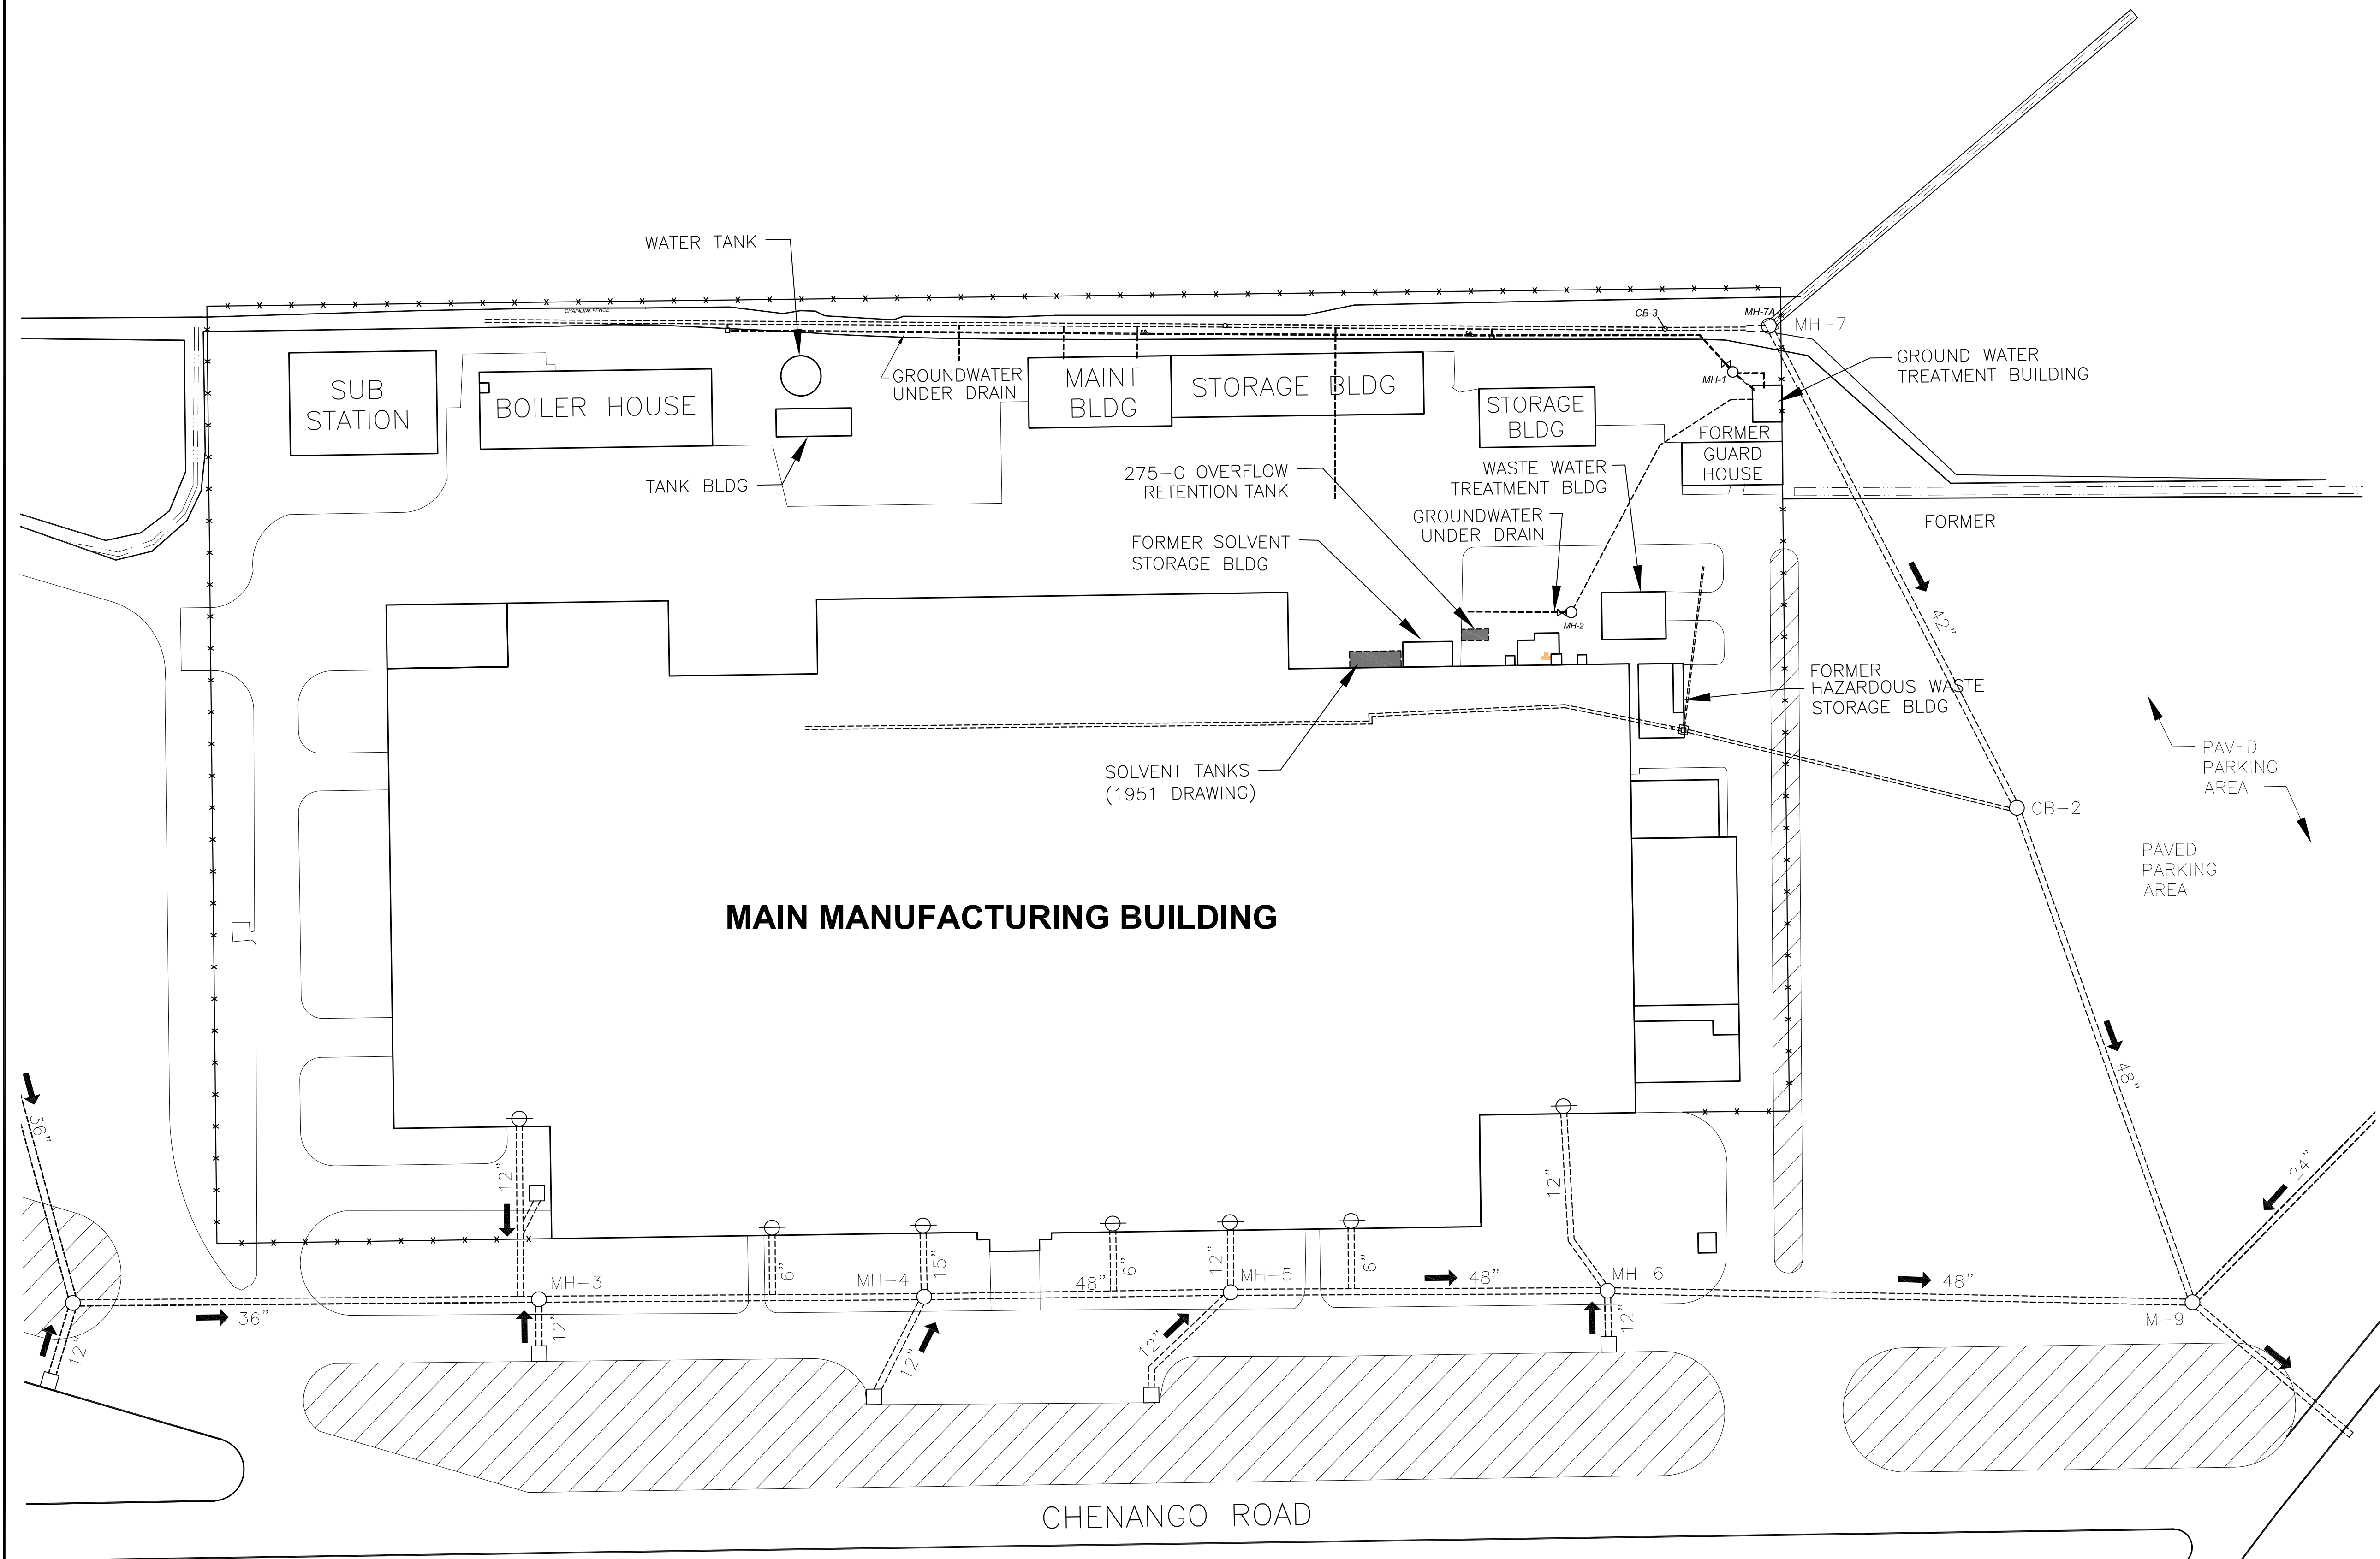 WATER TANK
CHAINLINK FENCE
CB-3
MH-7A
MH-7
GROUND WATER
TREATMENT BUILDING
MH-1
SUB
STATION
BOILER HOUSE
GROUNDWATER
UNDER DRAIN
MAINT
BLDG
STORAGE BLDG
STORAGE
BLDG
FORMER
GUARD
HOUSE
TANK BLDG
275-G OVERFLOW
RETENTION TANK
WASTE WATER
TREATMENT BLDG
GROUNDWATER
UNDER DRAIN
FORMER
FORMER SOLVENT
STORAGE BLDG
MH-2
42"
FORMER
HAZARDOUS WASTE
STORAGE BLDG
SOLVENT TANKS
(1951 DRAWING)
PAVED
PARKING
AREA
CB-2
PAVED
PARKING
AREA
MAIN MANUFACTURING BUILDING
48"
36"
12"
12"
24"
MH-3
6"
MH-4
15"
48"
6"
12"
MH-5
6"
48"
MH-6
48"
36"
12"
12"
12"
12"
12"
M-9
CHENANGO ROAD